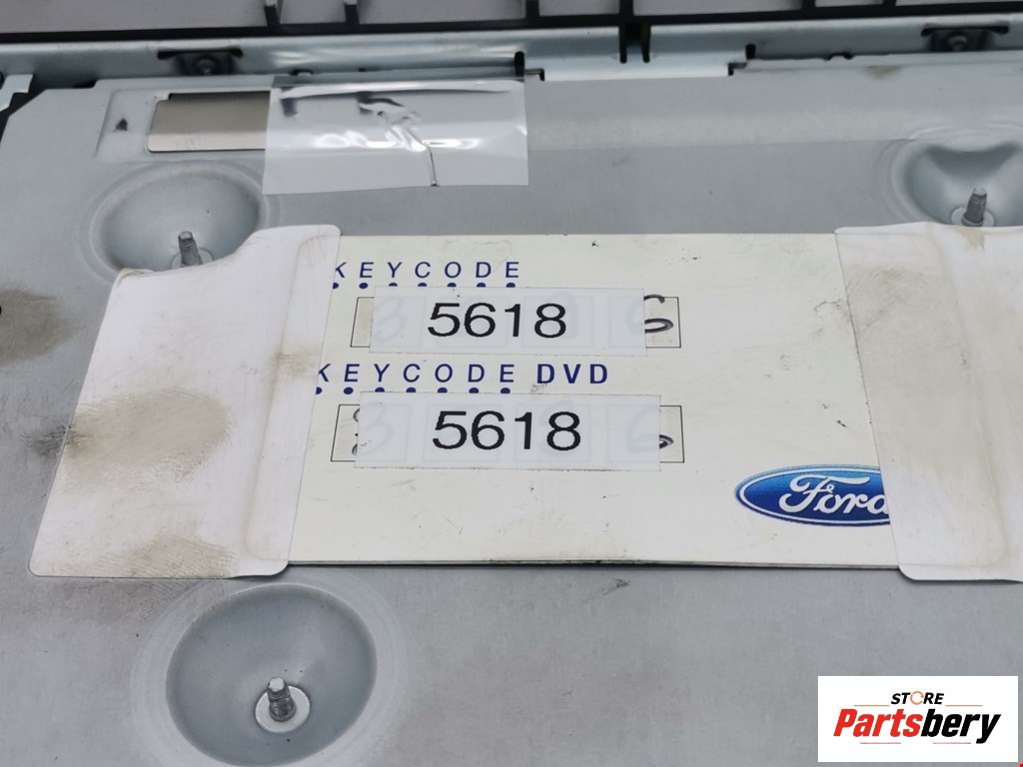 KEYCODE
5618
KEYCODE DVD
5618
Ford
STORE
Partsbery